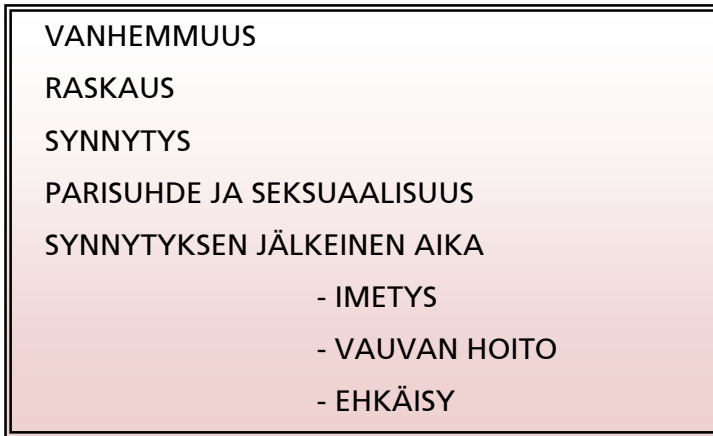 VANHEMMUUS
RASKAUS
SYNNYTYS
PARISUHDE JA SEKSUAALISUUS
SYNNYTYKSEN JÄLKEINEN AIKA
- IMETYS
- VAUVAN HOITO
- EHKÄISY